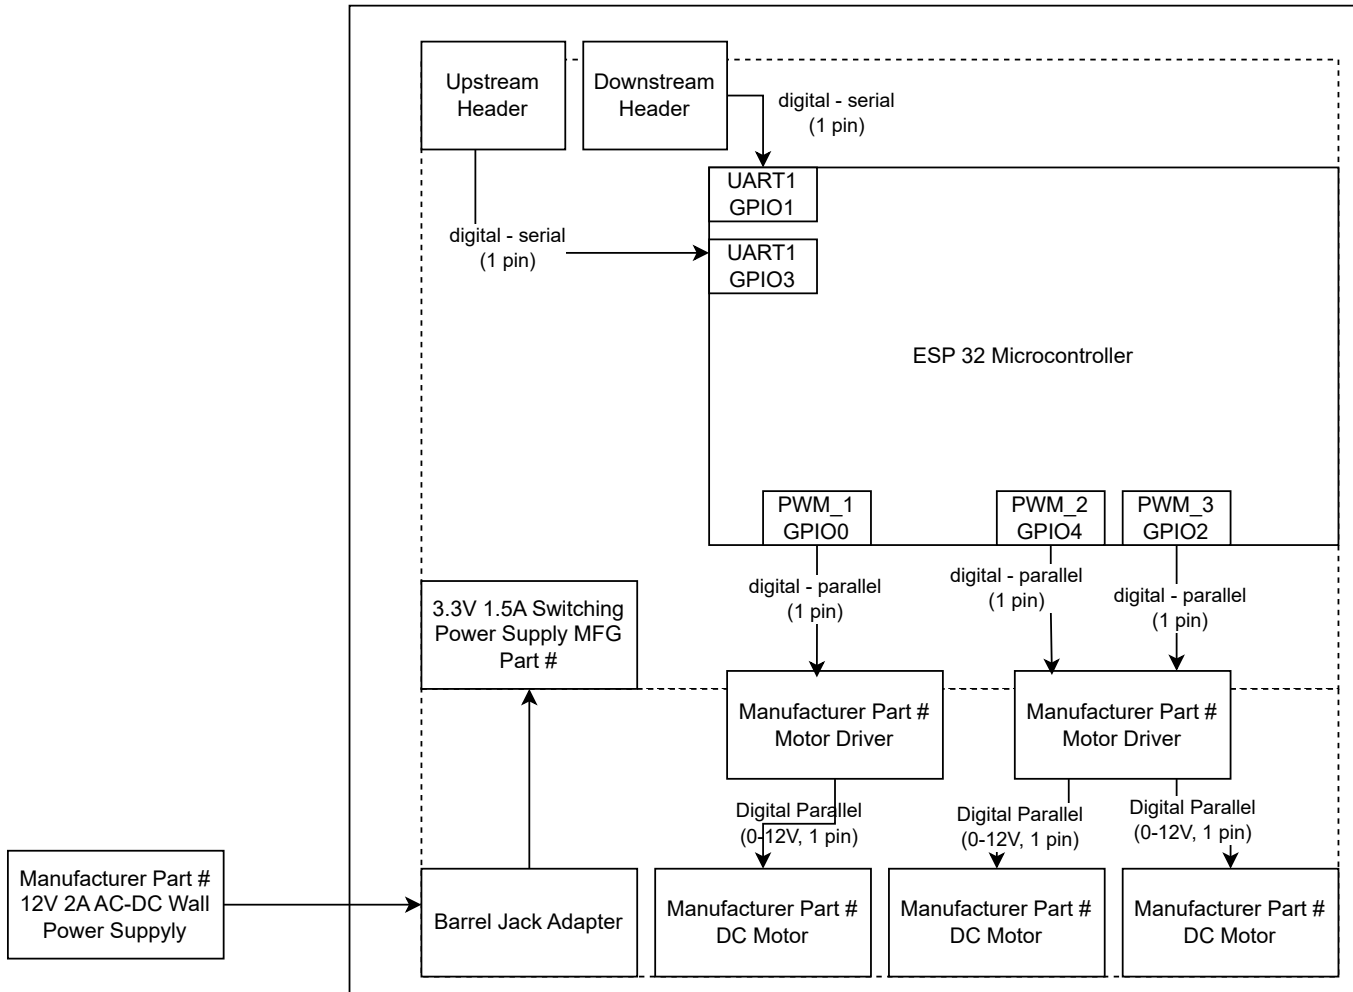 Upstream
Header
Downstream
Header
digital - serial
(1 pin)
UART1
GPIO1
digital - serial
(1 pin)
UART1
GPIO3
ESP 32 Microcontroller
PWM_1
GPIO0
PWM_2
GPIO4
PWM_3
GPIO2
digital - parallel
(1 pin)
digital - parallel
(1 pin)
digital - parallel
(1 pin)
3.3V 1.5A Switching
Power Supply MFG
Part #
Manufacturer Part #
Motor Driver
Manufacturer Part #
Motor Driver
Digital Parallel
(0-12V, 1 pin)
Digital Parallel
(0-12V, 1 pin)
Digital Parallel
(0-12V, 1 pin)
Manufacturer Part #
12V 2A AC-DC Wall
Power Suppyly
Barrel Jack Adapter
Manufacturer Part #
DC Motor
Manufacturer Part #
DC Motor
Manufacturer Part #
DC Motor